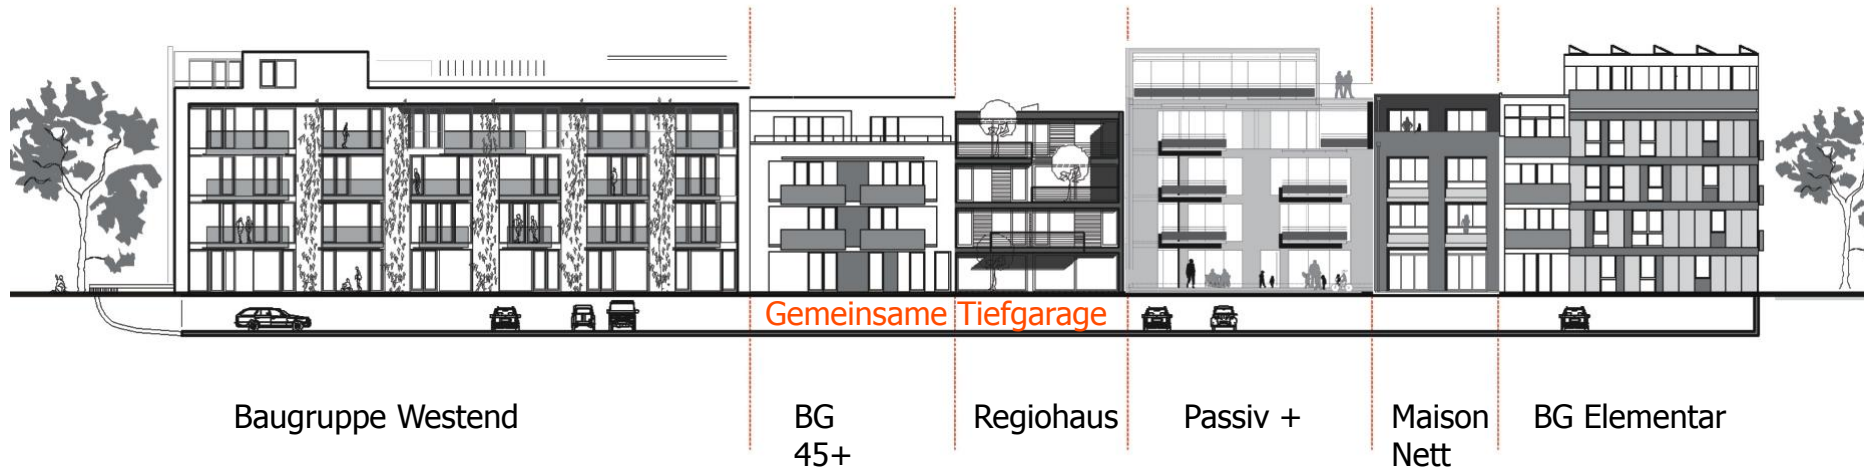 Gemeinsame Tiefgarage
Baugruppe Westend
BG
45+
Regiohaus
Passiv +
Maison
Nett
BG Elementar